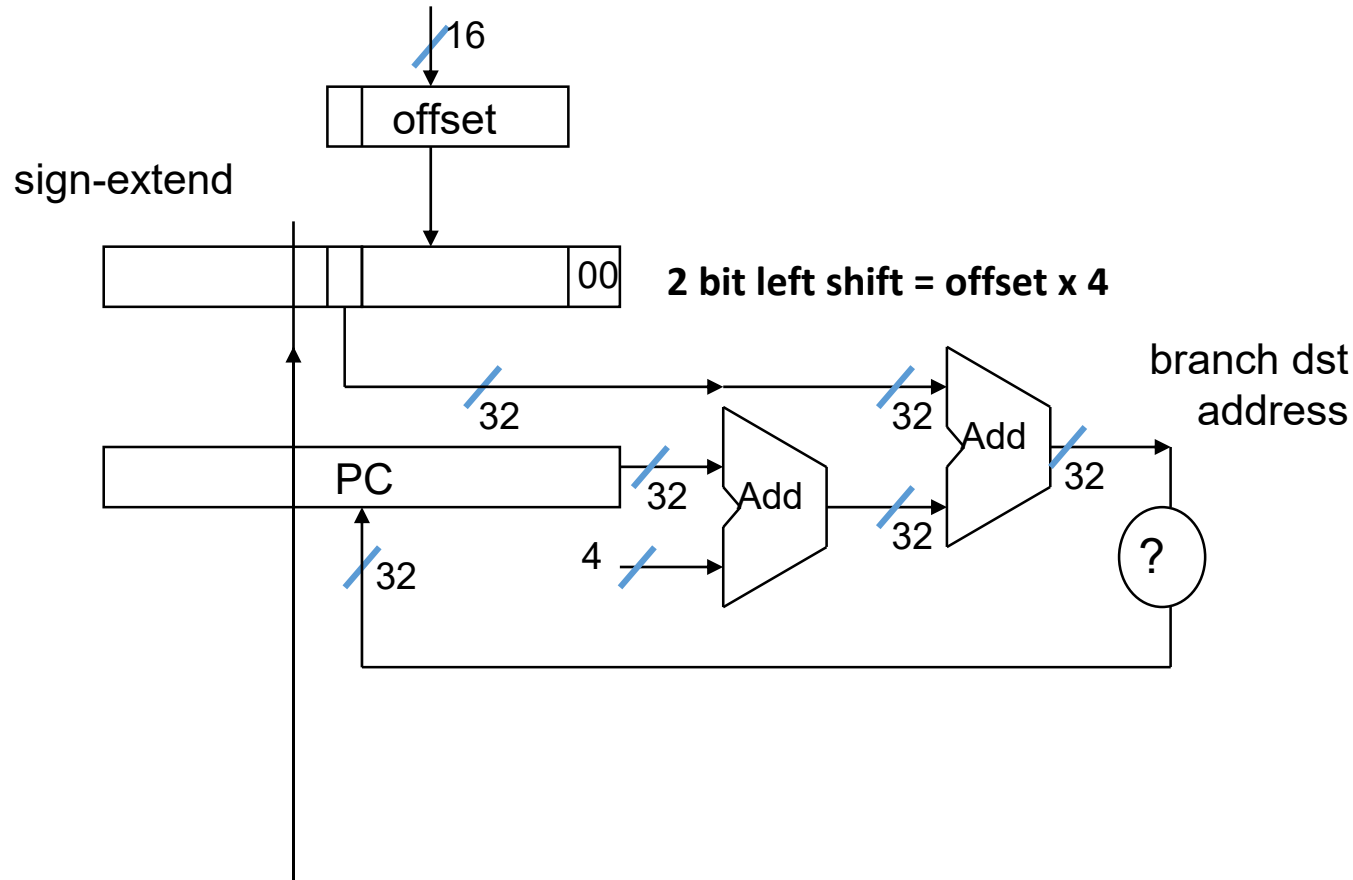 16
offset
sign-extend
00
2 bit left shift = offset x 4
32
32
branch dst
address
Add
32
PC
32
Add
32
4
32
?